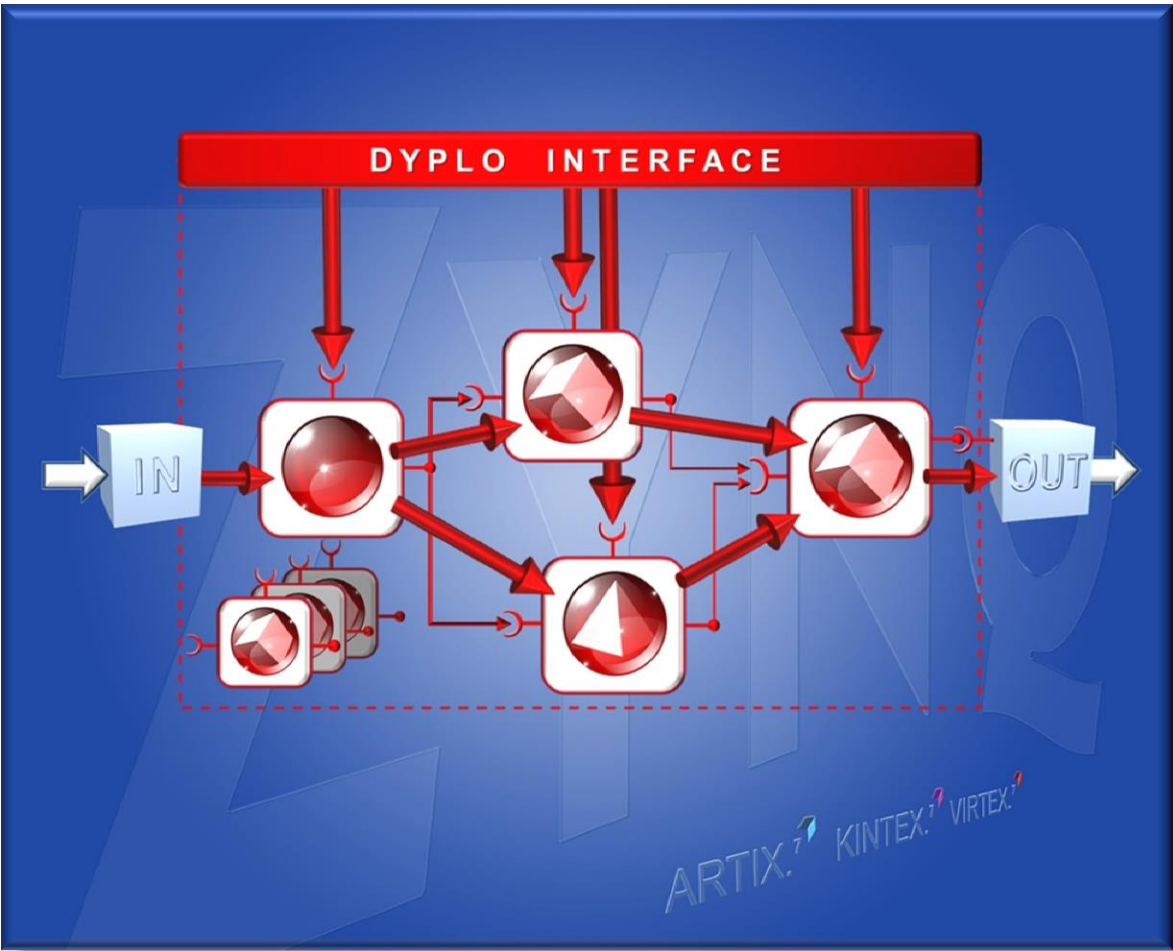 DYPLO INTERFACE
IN
OUT
ZYNQ
ARTIX.7
KINTEX.7
VIRTEX.7